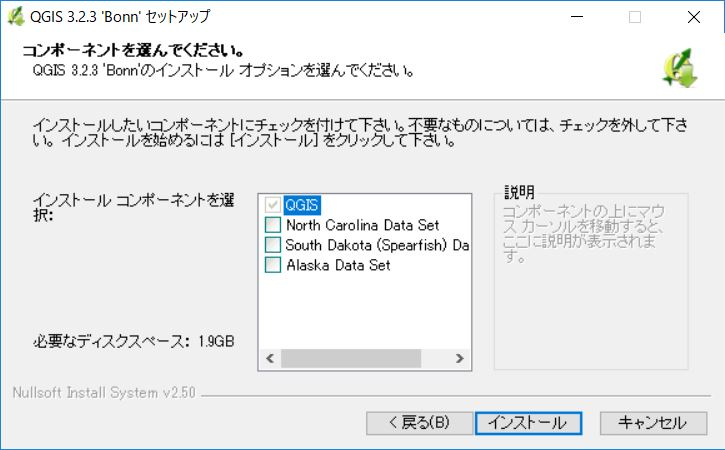 QGIS 3.2.3 'Bonn' セットアップ
コンポーネントを選んでください。
QGIS 3.2.3 'Bonn'のインストール オプションを選んでください。
インストールしたいコンポーネントにチェックを付けて下さい。不要なものについては、チェックを外して下さ
い。 インストールを始めるには [インストール] をクリックして下さい。
インストール コンポーネントを選
択:
QGIS
North Carolina Data Set
South Dakota (Spearfish) Da
Alaska Data Set
説明
コンポーネントの上にマウ
ス カーソルを移動すると、
ここに説明が表示されま
す。
必要なディスクスペース: 1.9GB
Nullsoft Install System v2.50
< 戻る(B)
インストール
キャンセル